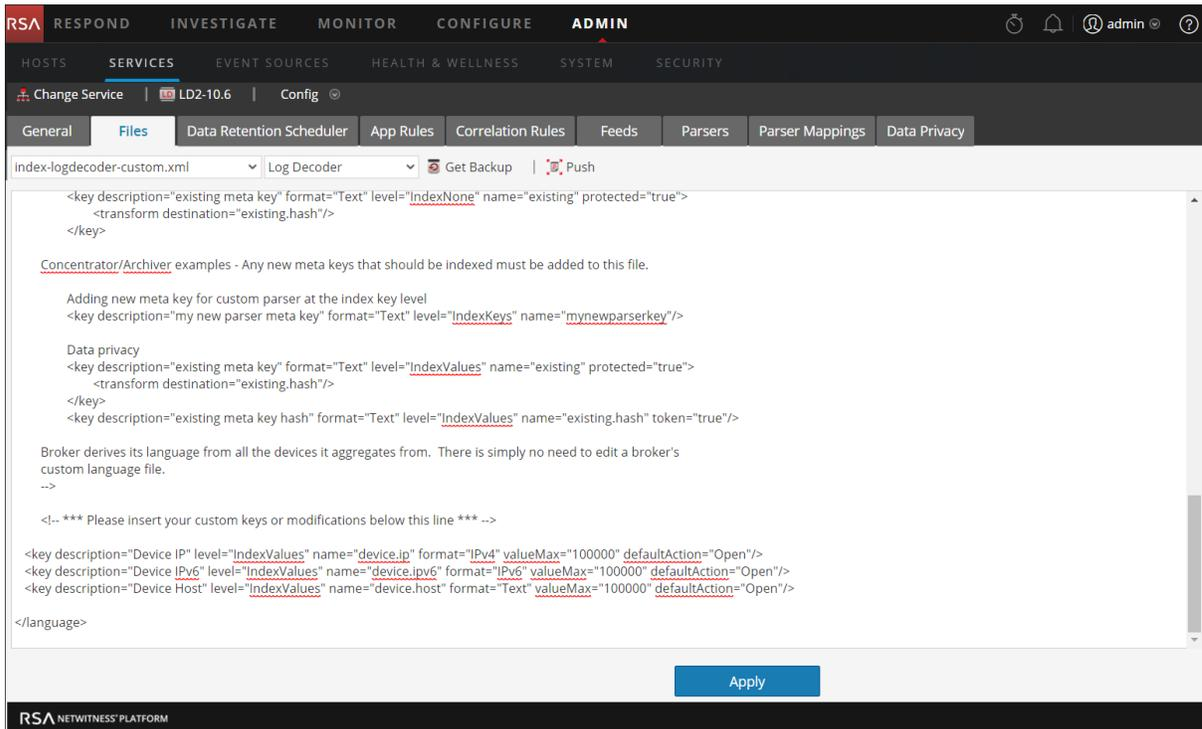 RSA RESPOND INVESTIGATE MONITOR CONFIGURE ADMIN admin ?
HOSTS SERVICES EVENT SOURCES HEALTH & WELLNESS SYSTEM SECURITY
Change Service | LD LD2-10.6 | Config
General Files Data Retention Scheduler App Rules Correlation Rules Feeds Parsers Parser Mappings Data Privacy
index-logdecoder-custom.xml Log Decoder Get Backup | Push
<key description="existing meta key" format="Text" level="IndexNone" name="existing" protected="true">
<transform destination="existing.hash"/>
</key>
Concentrator/Archiver examples - Any new meta keys that should be indexed must be added to this file.
Adding new meta key for custom parser at the index key level
<key description="my new parser meta key" format="Text" level="IndexKeys" name="mynewparserkey"/>
Data privacy
<key description="existing meta key" format="Text" level="IndexValues" name="existing" protected="true">
<transform destination="existing.hash"/>
</key>
<key description="existing meta key hash" format="Text" level="IndexValues" name="existing.hash" token="true"/>
Broker derives its language from all the devices it aggregates from.  There is simply no need to edit a broker's
custom language file.
-->
<!-- *** Please insert your custom keys or modifications below this line *** -->
<key description="Device IP" level="IndexValues" name="device.ip" format="IPv4" valueMax="100000" defaultAction="Open"/>
<key description="Device IPv6" level="IndexValues" name="device.ipv6" format="IPv6" valueMax="100000" defaultAction="Open"/>
<key description="Device Host" level="IndexValues" name="device.host" format="Text" valueMax="100000" defaultAction="Open"/>
</language>
Apply
RSA NETWITNESS® PLATFORM